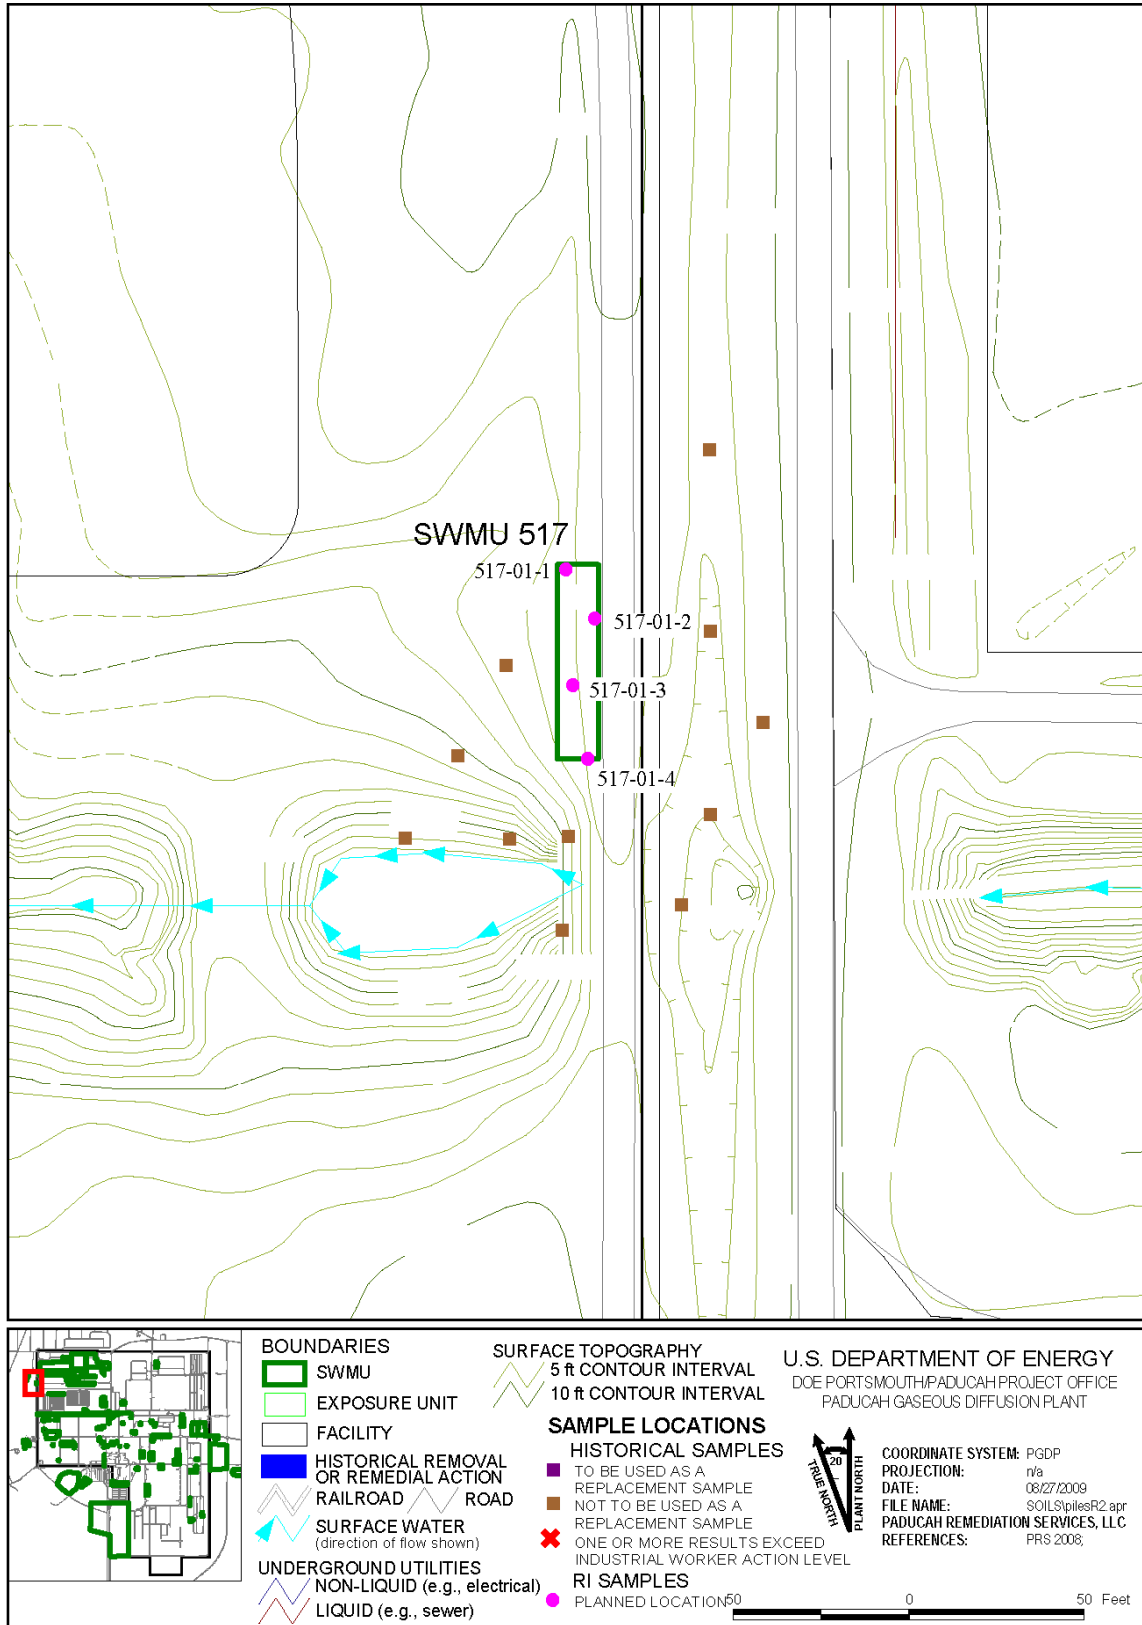 SWMU 517
517-01-1
517-01-2
517-01-3
517-01-4
BOUNDARIES
SWMU
EXPOSURE UNIT
FACILITY
HISTORICAL REMOVAL
OR REMEDIAL ACTION
RAILROAD
ROAD
SURFACE WATER
(direction of flow shown)
UNDERGROUND UTILITIES
NON-LIQUID (e.g., electrical)
LIQUID (e.g., sewer)
SURFACE TOPOGRAPHY
5 ft CONTOUR INTERVAL
10 ft CONTOUR INTERVAL
SAMPLE LOCATIONS
HISTORICAL SAMPLES
TO BE USED AS A
REPLACEMENT SAMPLE
NOT TO BE USED AS A
REPLACEMENT SAMPLE
ONE OR MORE RESULTS EXCEED
INDUSTRIAL WORKER ACTION LEVEL
RI SAMPLES
PLANNED LOCATION
U.S. DEPARTMENT OF ENERGY
DOE PORTSMOUTH/PADUCAH PROJECT OFFICE
PADUCAH GASEOUS DIFFUSION PLANT
20
TRUE NORTH
PLANT NORTH
COORDINATE SYSTEM: PGDP
PROJECTION: n/a
DATE: 08/27/2009
FILE NAME: SOILS\pilesR2.apr
PADUCAH REMEDIATION SERVICES, LLC
REFERENCES: PRS 2008;
50 0 50 Feet